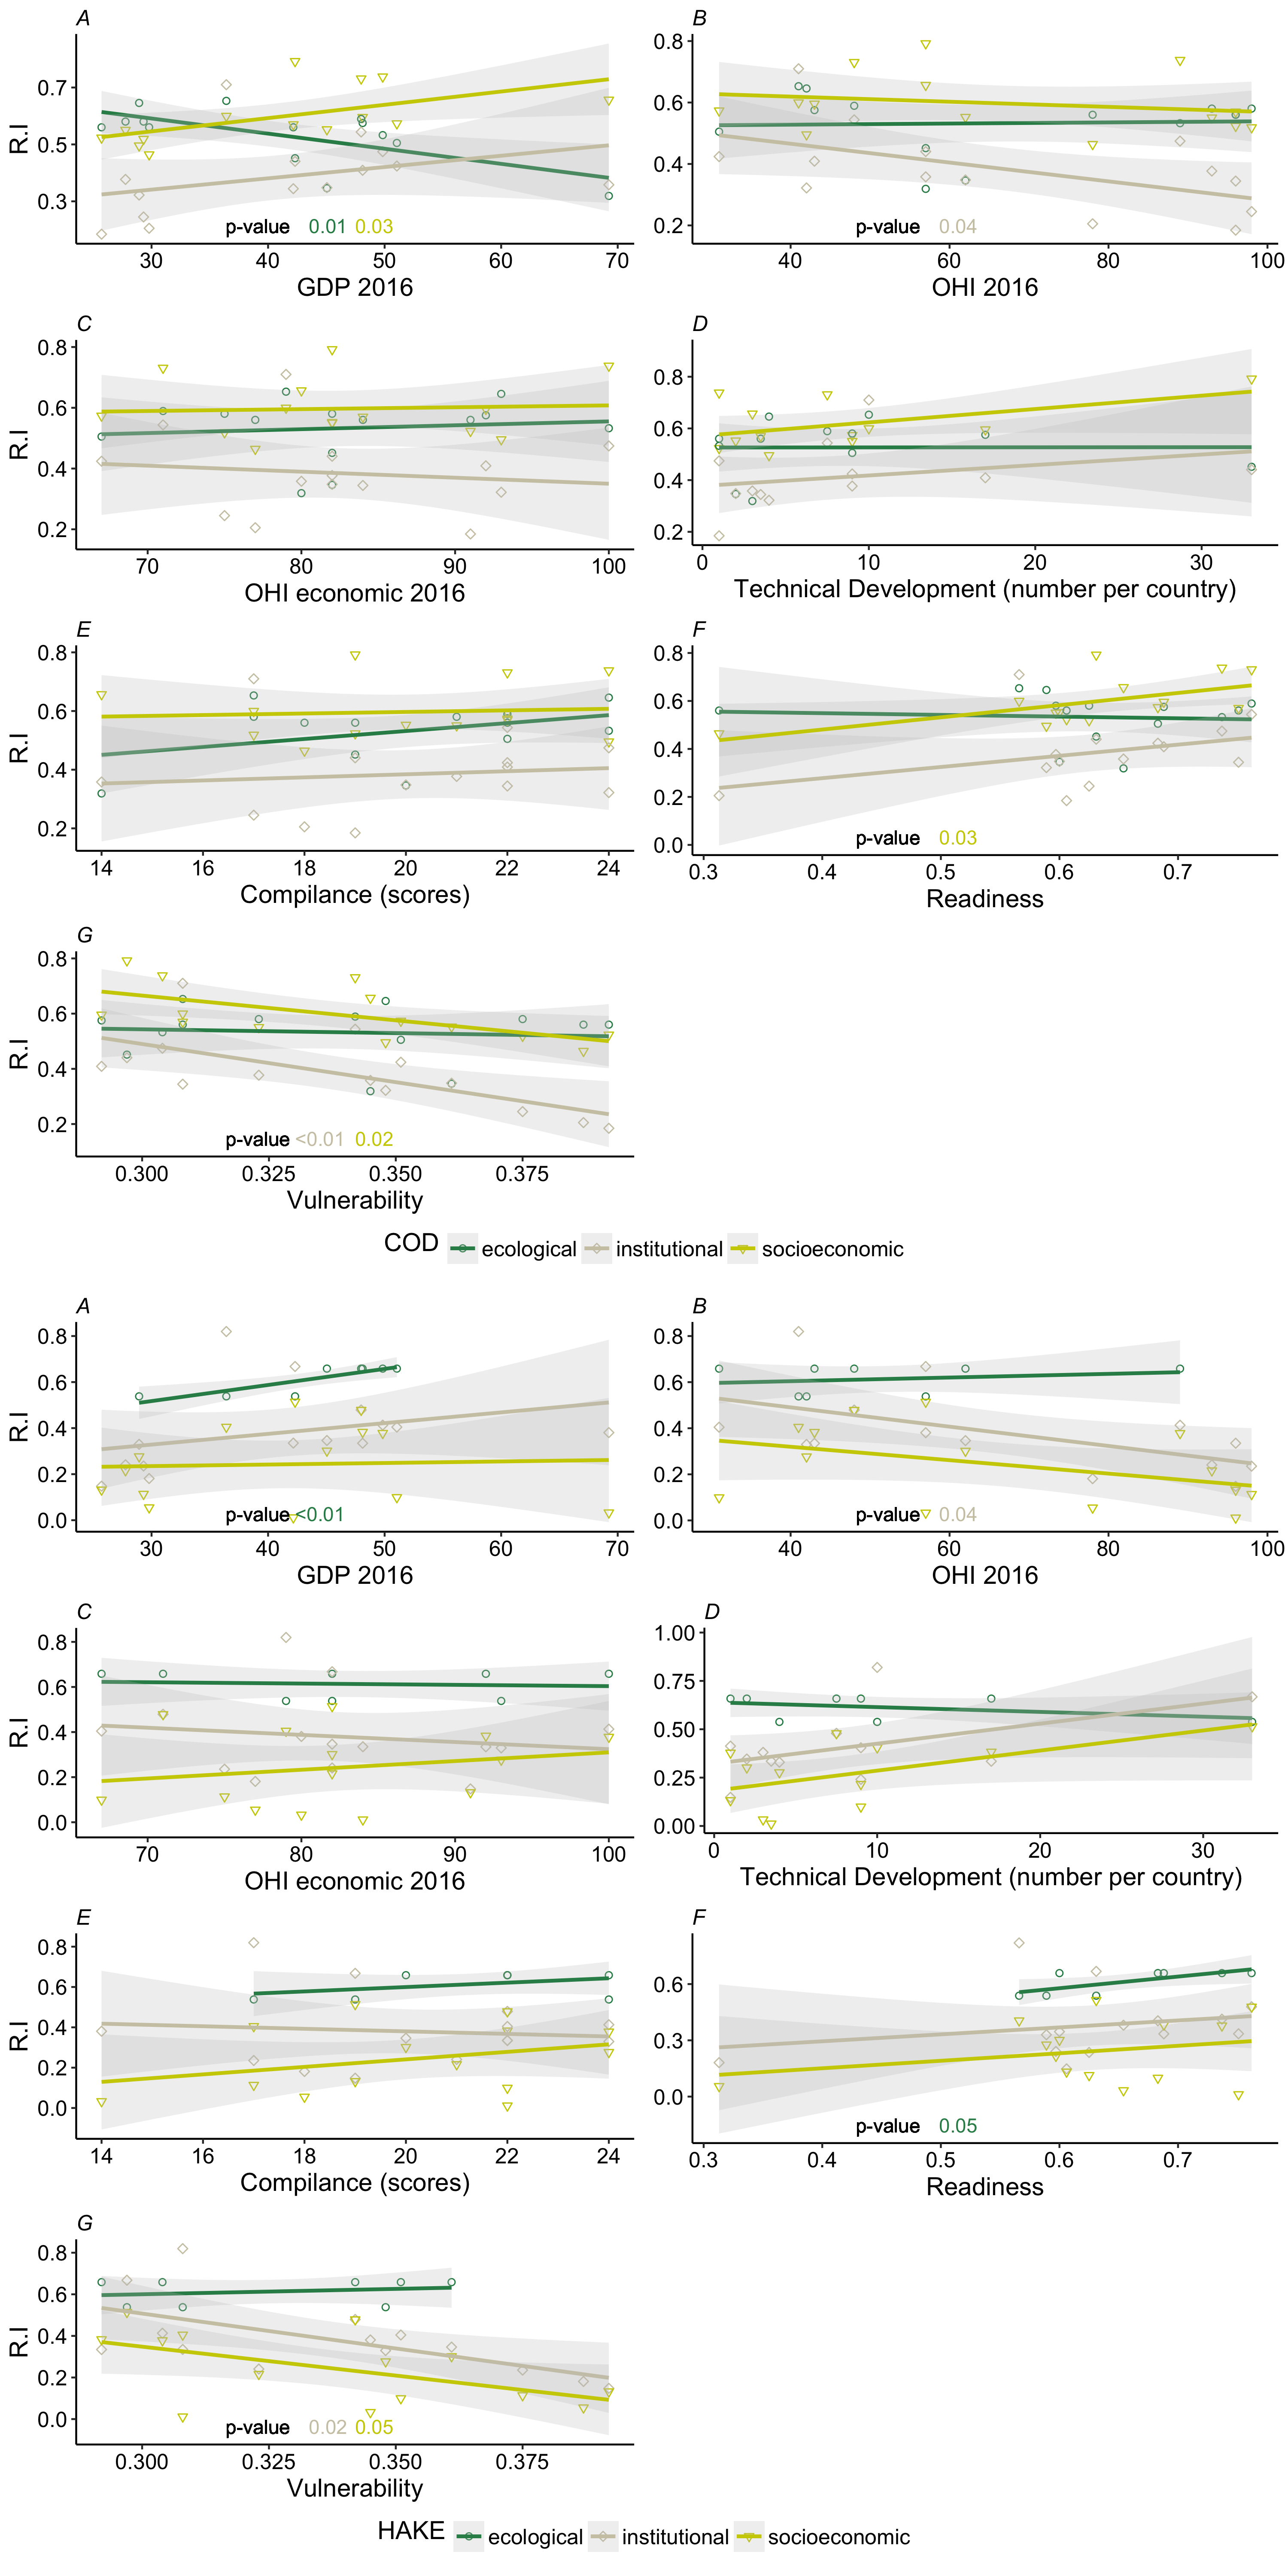 A
B
R.I
0.7
0.5
0.3
p-value 0.01 0.03
30 40 50 60 70
GDP 2016
R.I
0.8
0.6
0.4
0.2
p-value 0.04
40 60 80 100
OHI 2016
C
D
R.I
0.8
0.6
0.4
0.2
70 80 90 100
OHI economic 2016
R.I
0.8
0.6
0.4
0.2
0 10 20 30
Technical Development (number per country)
E
F
R.I
0.8
0.6
0.4
0.2
14 16 18 20 22 24
Compilance (scores)
R.I
0.8
0.6
0.4
0.2
0.0
p-value 0.03
0.3 0.4 0.5 0.6 0.7
Readiness
G
R.I
0.8
0.6
0.4
0.2
p-value <0.01 0.02
0.300 0.325 0.350 0.375
Vulnerability
COD ecological institutional socioeconomic
A
B
R.I
0.8
0.6
0.4
0.2
0.0
p-value <0.01
30 40 50 60 70
GDP 2016
R.I
0.8
0.6
0.4
0.2
0.0
p-value 0.04
40 60 80 100
OHI 2016
C
D
R.I
0.8
0.6
0.4
0.2
0.0
70 80 90 100
OHI economic 2016
R.I
1.00
0.75
0.50
0.25
0.00
0 10 20 30
Technical Development (number per country)
E
F
R.I
0.8
0.6
0.4
0.2
0.0
14 16 18 20 22 24
Compilance (scores)
R.I
0.6
0.3
0.0
p-value 0.05
0.3 0.4 0.5 0.6 0.7
Readiness
G
R.I
0.8
0.6
0.4
0.2
0.0
p-value 0.02 0.05
0.300 0.325 0.350 0.375
Vulnerability
HAKE ecological institutional socioeconomic